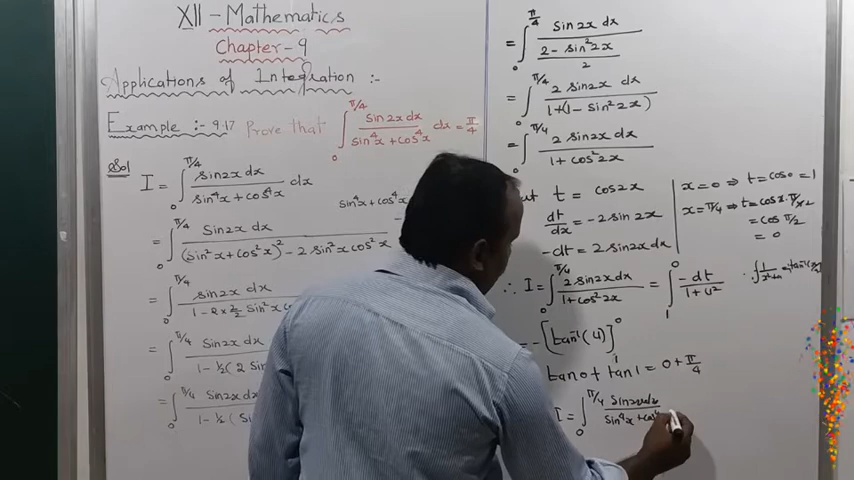 XII - Mathematics
Chapter - 9
Applications of Integration :-
Example :- 9.17 Prove that ∫₀^π/4 sin2x dx / sin⁴x + cos⁴x dx = π/4
Sol
I = ∫₀^π/4 sin2x dx / sin⁴x + cos⁴x dx
sin⁴x + cos⁴x
= ∫₀^π/4 sin2x dx / (sin²x + cos²x)² - 2 sin²x cos²x
= ∫₀^π/4 sin2x dx / 1 - 2 x 2/2 sin²x
= ∫₀^π/4 sin2x dx / 1 - 1/2 (2 sin
= ∫₀^π/4 sin2x dx / 1 - 1/2 (
= ∫₀^π/4 sin2x dx / 2 - sin²2x / 2
= ∫₀^π/4 2 sin2x dx / 1+(1 - sin²2x)
= ∫₀^π/4 2 sin2x dx / 1 + cos²2x
t = cos2x
dt/dx = -2 sin 2x
-dt = 2 sin2x dx
x = 0 ⇒ t = cos0 = 1
x = π/4 ⇒ t = cos 2 x π/4
= cos π/2
= 0
∴ I = ∫₀^π/4 2 sin2x dx / 1 + cos²2x = ∫₁⁰ -dt / 1 + u²
= -[tan⁻¹(u)]₁⁰
tan0 + tan 1 = 0 + π/4
I = ∫₀^π/4 sin2x dx / sin⁴x + cos⁴